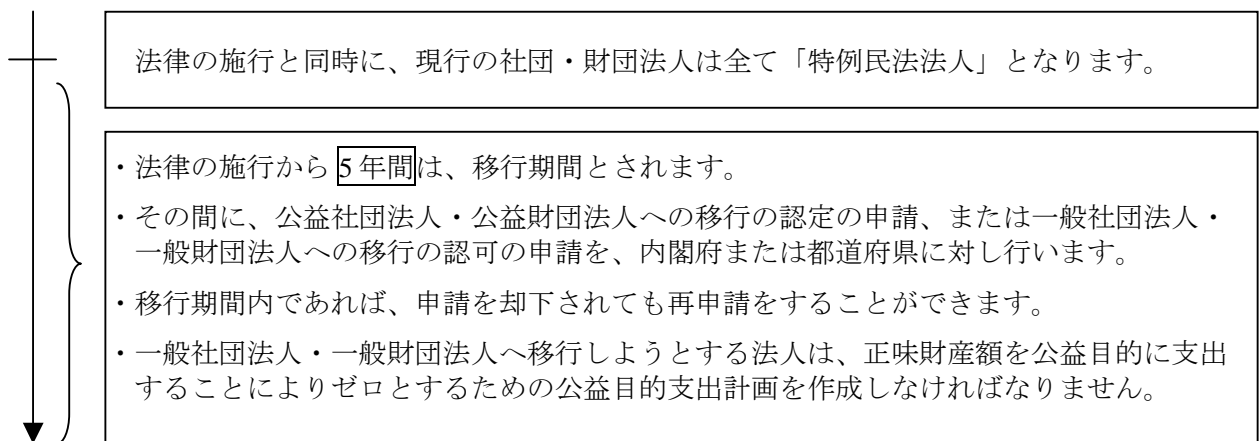 法律の施行と同時に、現行の社団・財団法人は全て「特例民法法人」となります。
・法律の施行から5年間は、移行期間とされます。
・その間に、公益社団法人・公益財団法人への移行の認定の申請、または一般社団法人・
一般財団法人への移行の認可の申請を、内閣府または都道府県に対し行います。
・移行期間内であれば、申請を却下されても再申請をすることができます。
・一般社団法人・一般財団法人へ移行しようとする法人は、正味財産額を公益目的に支出
することによりゼロとするための公益目的支出計画を作成しなければなりません。